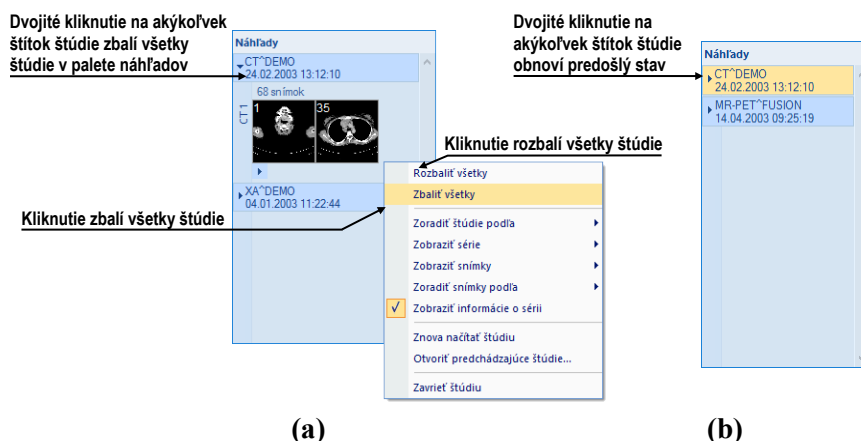 Dvojité kliknutie na akýkoľvek
štítok štúdie zbalí všetky
štúdie v palete náhľadov
Náhľady
CT^DEMO
24.02.2003 13:12:10
68 snímok
CT 1
1
35
XA^DEMO
04.01.2003 11:22:44
Kliknutie zbalí všetky štúdie
Kliknutie rozbalí všetky štúdie
Rozbaliť všetky
Zbaliť všetky
Zoradiť štúdie podľa
Zobraziť série
Zobraziť snímky
Zoradiť snímky podľa
Zobraziť informácie o sérii
Znova načítať štúdiu
Otvoriť predchádzajúce štúdie...
Zavrieť štúdiu
(a)
Dvojité kliknutie na
akýkoľvek štítok štúdie
obnoví predošlý stav
Náhľady
CT^DEMO
24.02.2003 13:12:10
MR-PET^FUSION
14.04.2003 09:25:19
(b)